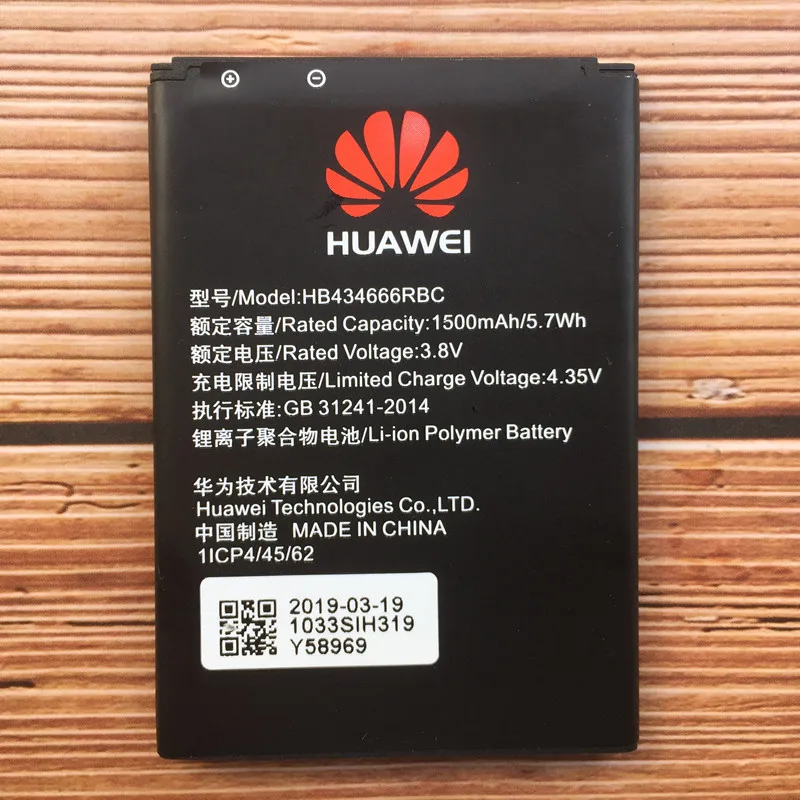 ⊕ ⊖
HUAWEI
型号/Model:HB434666RBC
额定容量/Rated Capacity:1500mAh/5.7Wh
额定电压/Rated Voltage:3.8V
充电限制电压/Limited Charge Voltage:4.35V
执行标准:GB 31241-2014
锂离子聚合物电池/Li-ion Polymer Battery
华为技术有限公司
Huawei Technologies Co.,LTD.
中国制造 MADE IN CHINA
1ICP4/45/62
2019-03-19
1033SIH319
Y58969